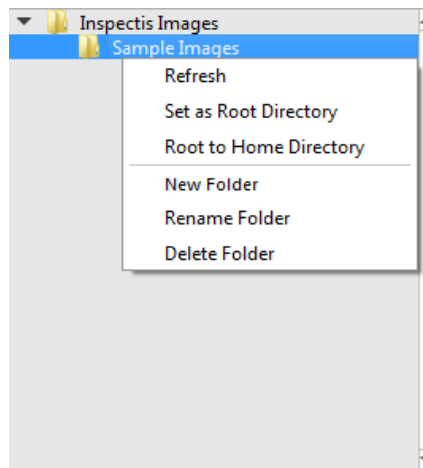 Inspectis Images
Sample Images
Refresh
Set as Root Directory
Root to Home Directory
New Folder
Rename Folder
Delete Folder